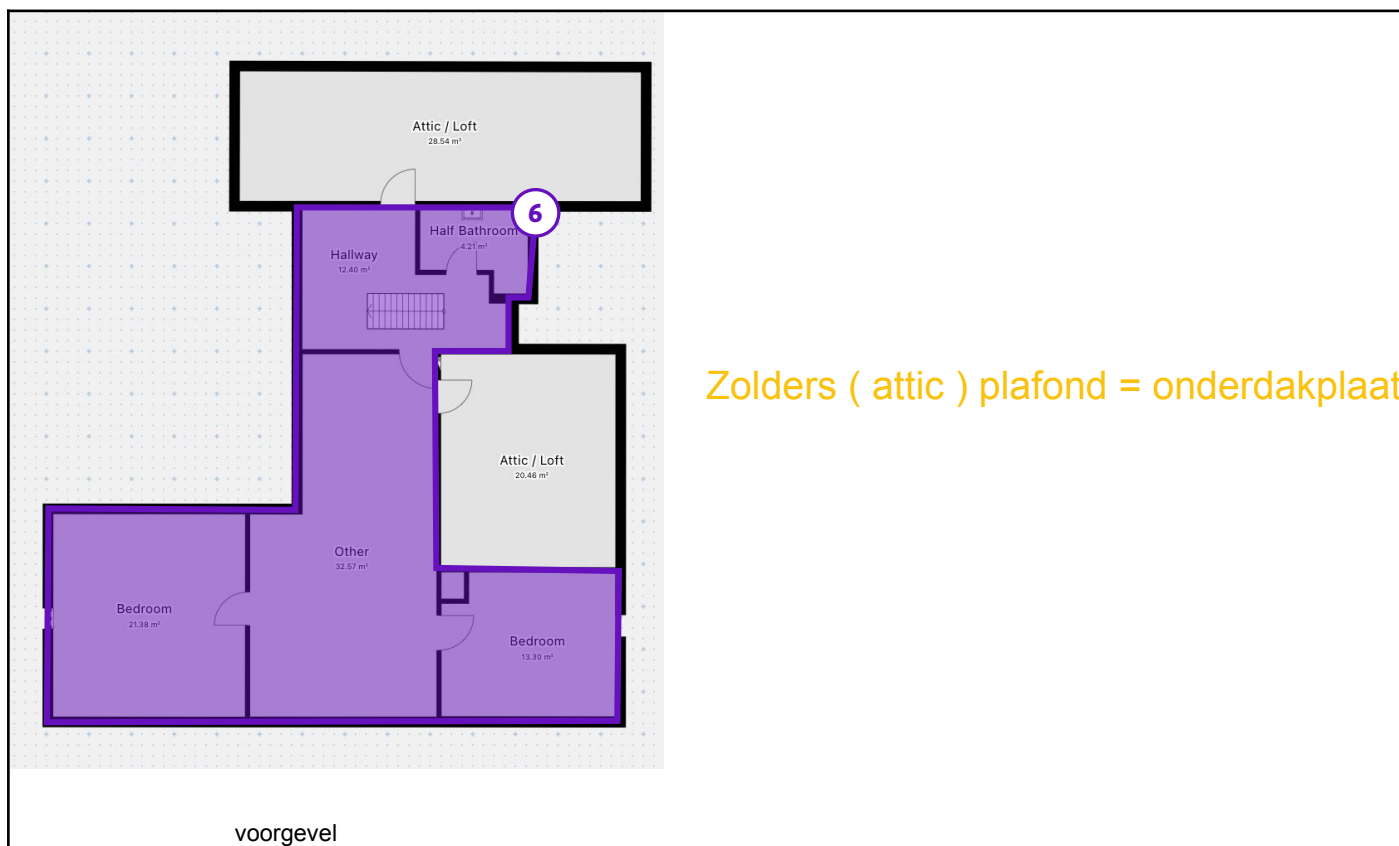 Attic / Loft
28.54 m²
6
Half Bathroom
4.21 m²
Hallway
12.40 m²
Zolders ( attic ) plafond = onderdakplaat
Attic / Loft
20.46 m²
Other
32.57 m²
Bedroom
21.38 m²
Bedroom
13.30 m²
voorgevel